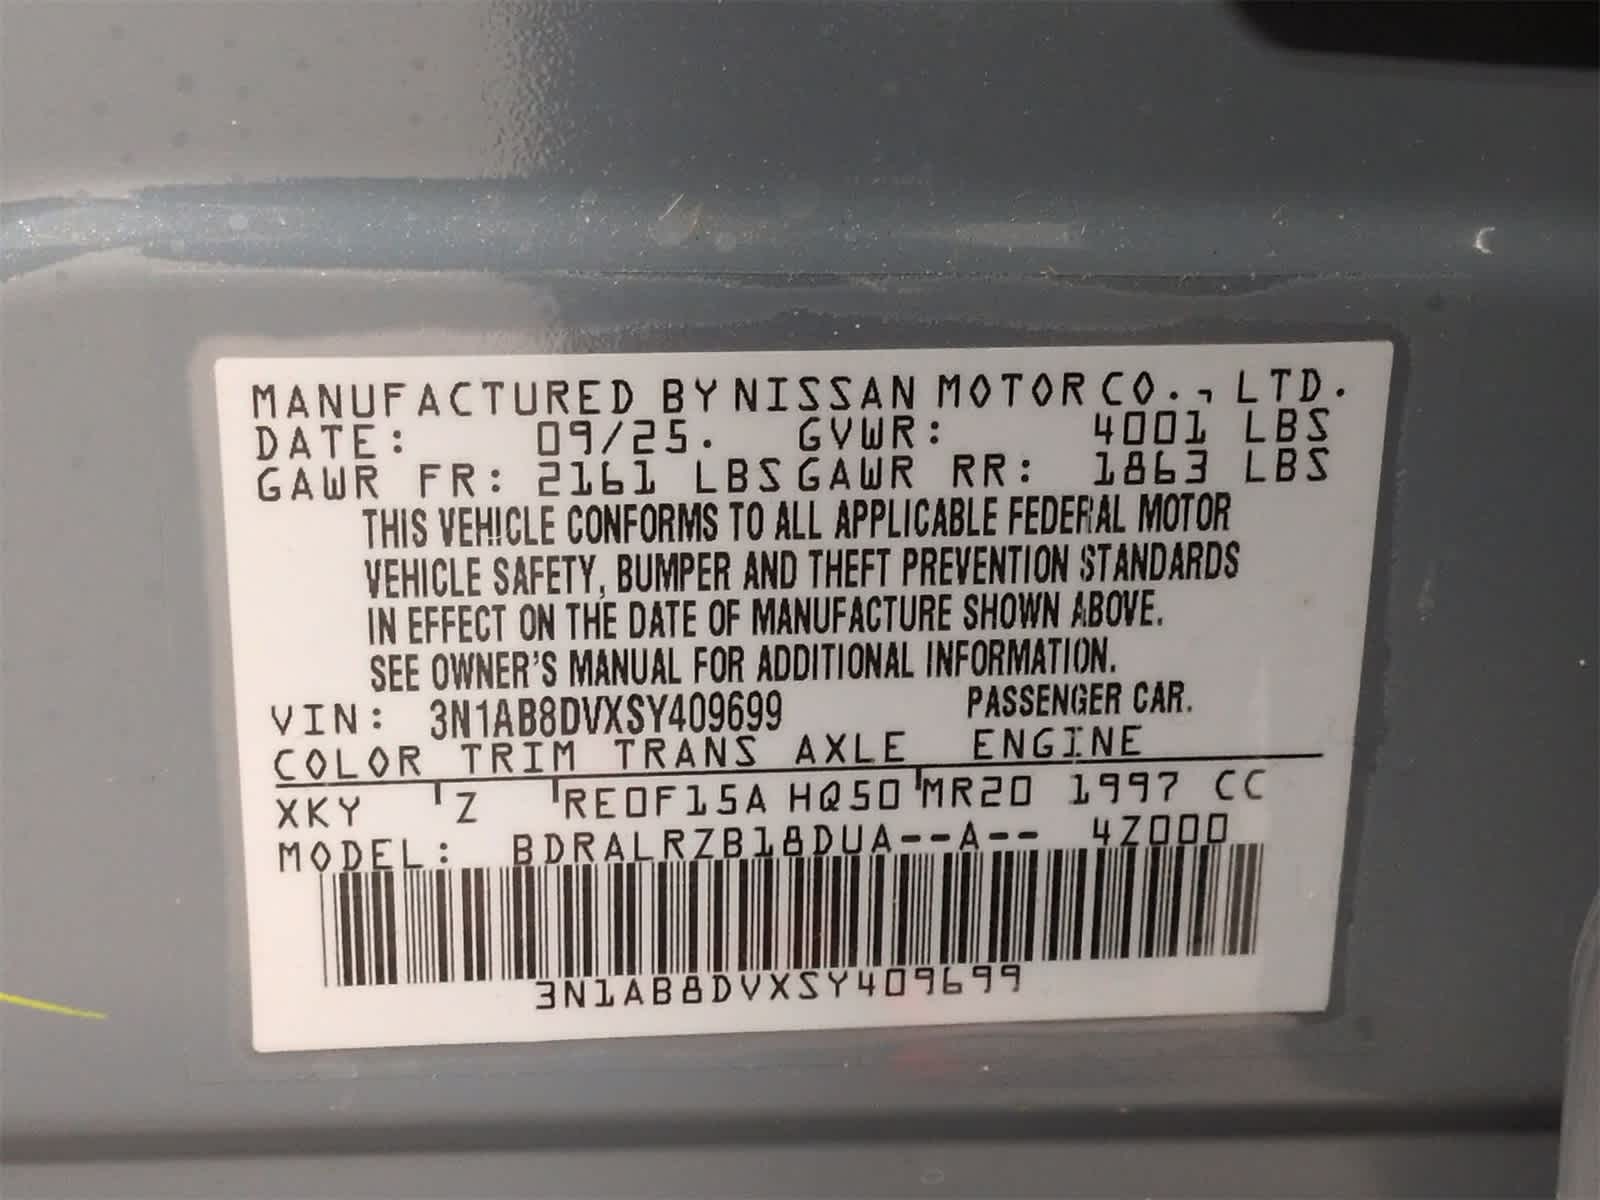 MANUFACTURED BY NISSAN MOTOR CO., LTD.
DATE: 09/25. GVWR: 4001 LBS
GAWR FR: 2161 LBS GAWR RR: 1863 LBS
THIS VEHICLE CONFORMS TO ALL APPLICABLE FEDERAL MOTOR
VEHICLE SAFETY, BUMPER AND THEFT PREVENTION STANDARDS
IN EFFECT ON THE DATE OF MANUFACTURE SHOWN ABOVE.
SEE OWNER'S MANUAL FOR ADDITIONAL INFORMATION.
VIN: 3N1AB8DVXSY409699 PASSENGER CAR.
COLOR TRIM TRANS AXLE ENGINE
XKY Z RE0F15A HQ50 MR20 1997 CC
MODEL: BDRALRZB18DUA--A-- 4Z000
3N1AB8DVXSY409699